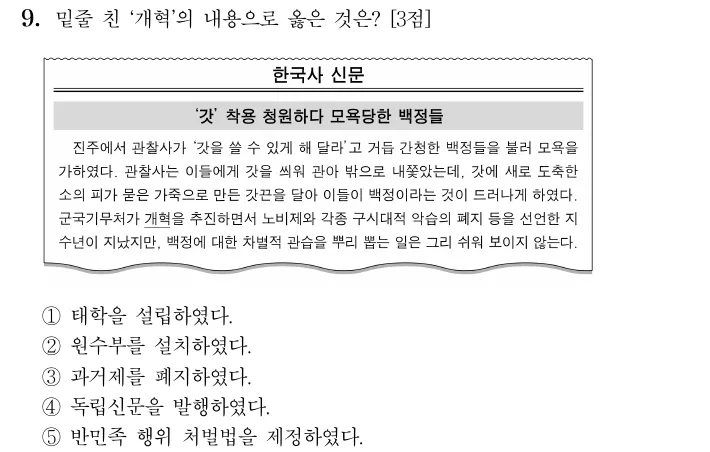 9. 밑줄 친 ‘개혁’의 내용으로 옳은 것은? [3점]
한국사 신문
‘갓’ 착용 청원하다 모욕당한 백정들
진주에서 관찰사가 ‘갓을 쓸 수 있게 해 달라’고 거듭 간청한 백정들을 불러 모욕을
가하였다. 관찰사는 이들에게 갓을 씌워 관아 밖으로 내쫓았는데, 갓에 새로 도축한
소의 피가 묻은 가죽으로 만든 갓끈을 달아 이들이 백정이라는 것이 드러나게 하였다.
군국기무처가 개혁을 추진하면서 노비제와 각종 구시대적 악습의 폐지 등을 선언한 지
수년이 지났지만, 백정에 대한 차별적 관습을 뿌리 뽑는 일은 그리 쉬워 보이지 않는다.
① 태학을 설립하였다.
② 원수부를 설치하였다.
③ 과거제를 폐지하였다.
④ 독립신문을 발행하였다.
⑤ 반민족 행위 처벌법을 제정하였다.